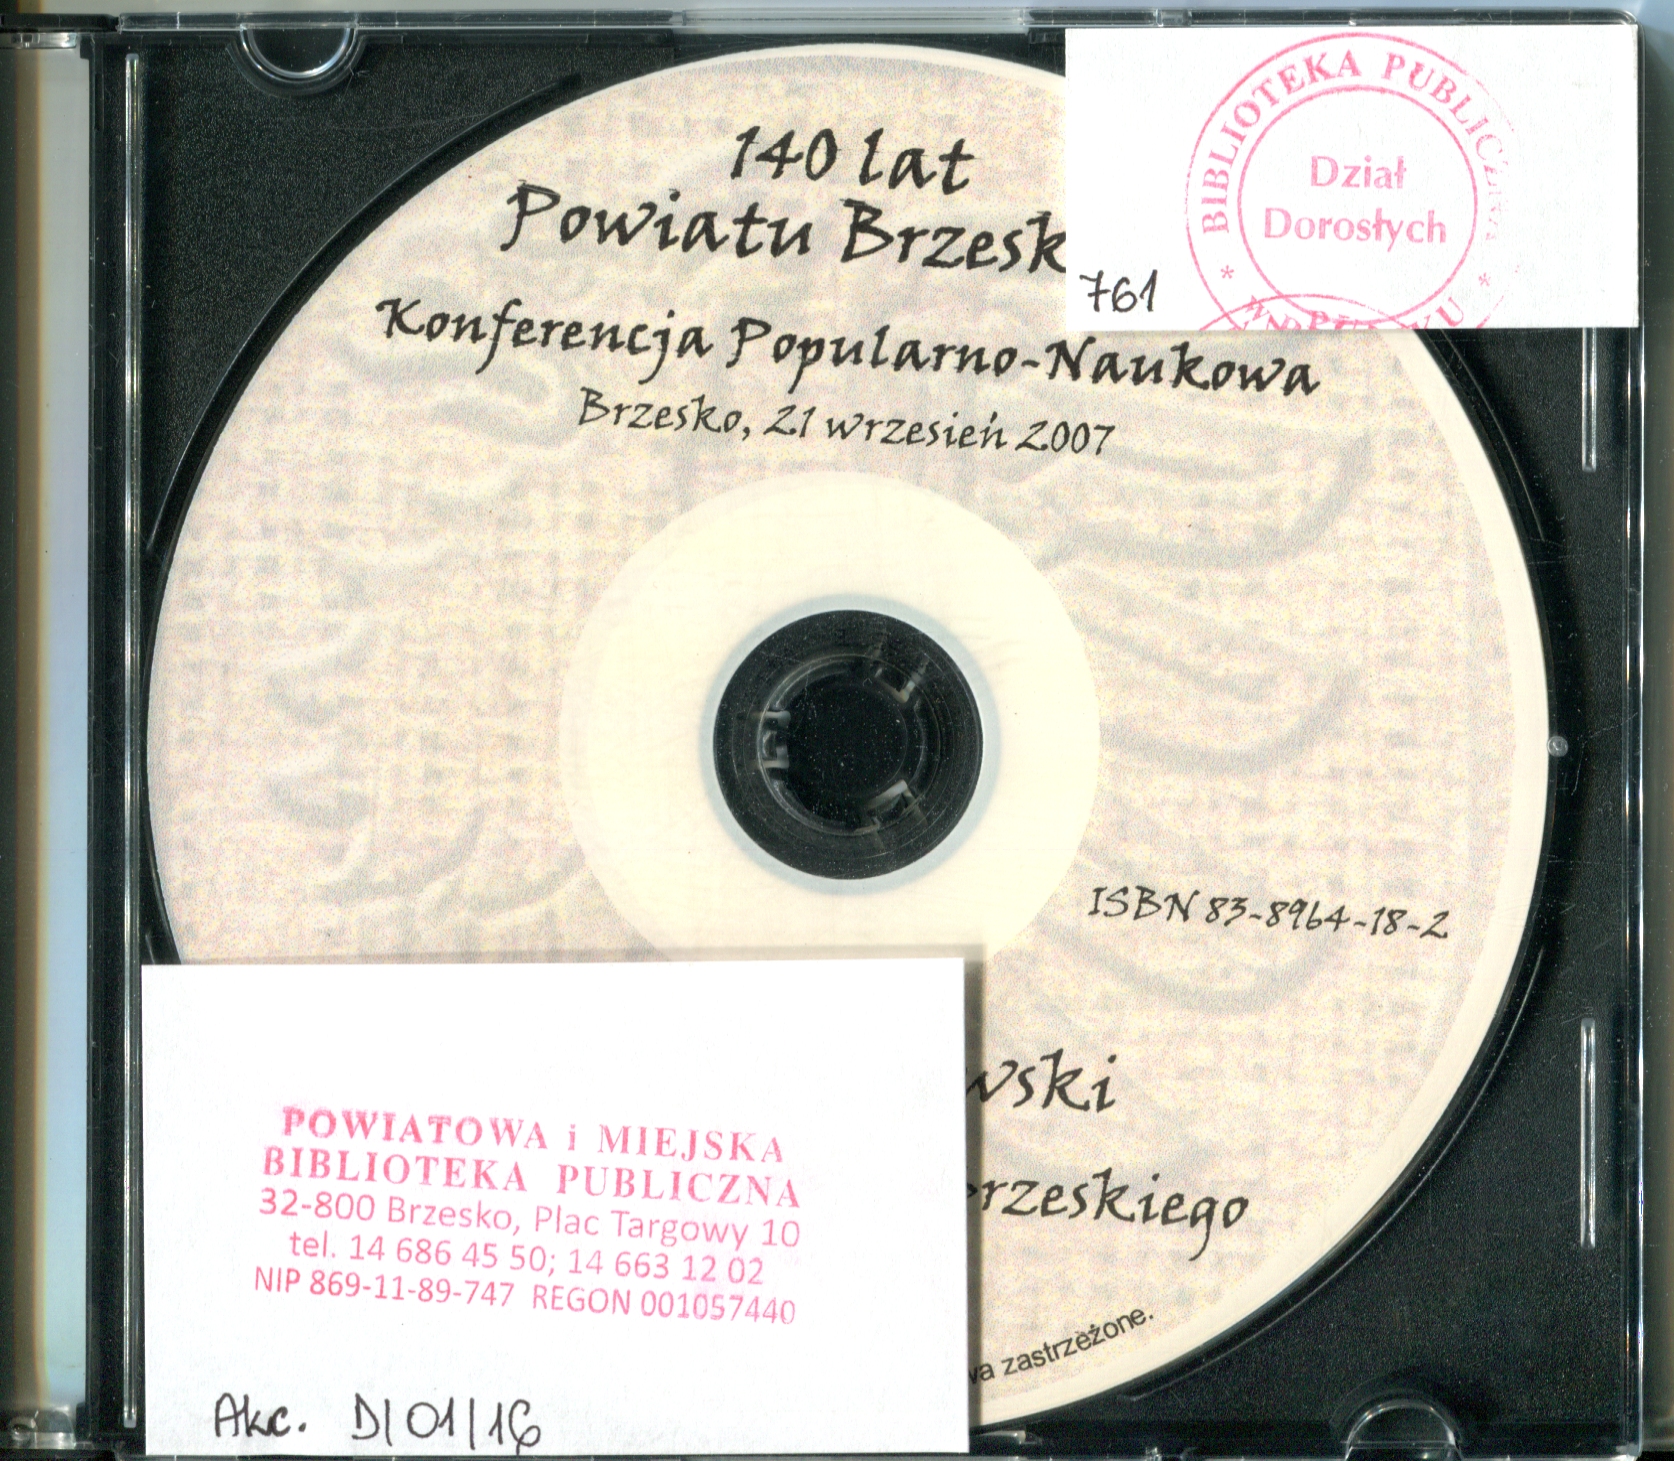 140 lat
Powiatu Brzesk
Konferencja Popularno-Naukowa
Brzesko, 21 wrzesień 2007
BIBLIOTEKA PUBLICZNA
Dział
Dorosłych
761
ISBN 83-8964-18-2
wski
rzeskiego
wa zastrzeżone.
POWIATOWA i MIEJSKA
BIBLIOTEKA PUBLICZNA
32-800 Brzesko, Plac Targowy 10
tel. 14 686 45 50; 14 663 12 02
NIP 869-11-89-747 REGON 001057440
Akc. D/01/16